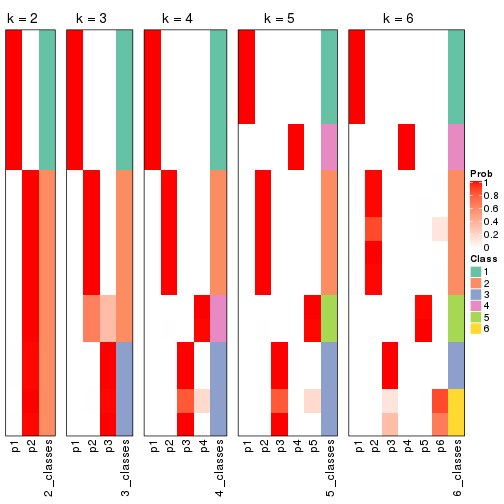 k = 2
k = 3
k = 4
k = 5
k = 6
Prob
1
0.8
0.6
0.4
0.2
0
Class
1
2
3
4
5
6
p1
p2
2_classes
p1
p2
p3
3_classes
p1
p2
p3
p4
4_classes
p1
p2
p3
p4
p5
5_classes
p1
p2
p3
p4
p5
p6
6_classes